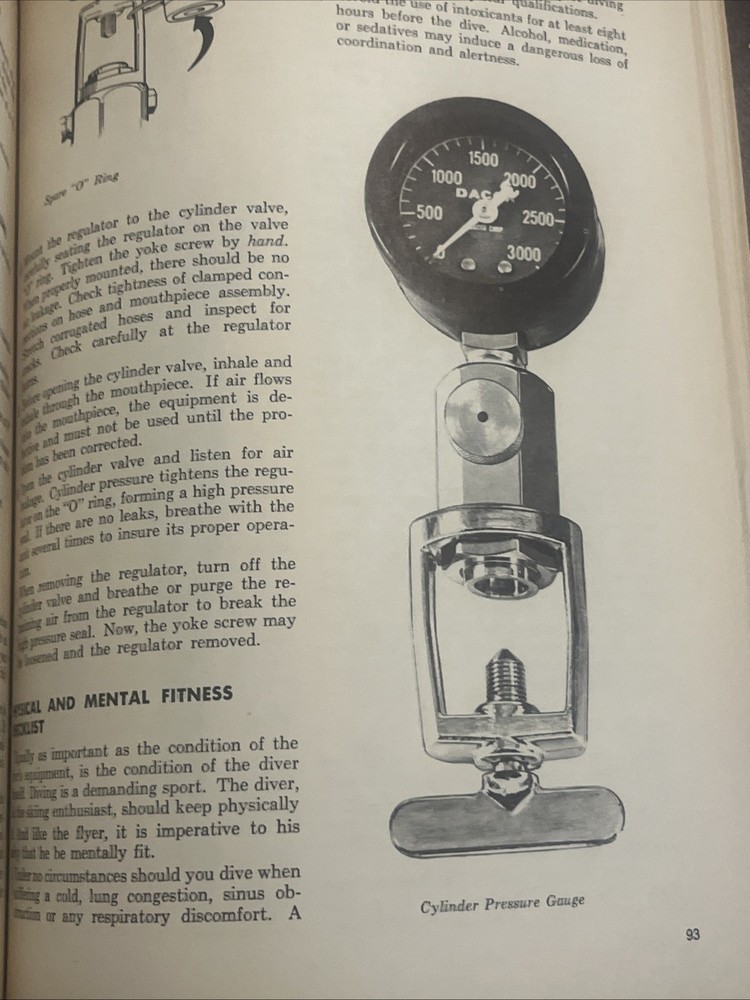 Spare "O" Ring
the regulator to the cylinder valve,
seating the regulator on the valve
ring. Tighten the yoke screw by hand.
properly mounted, there should be no
leakage. Check tightness of clamped con-
on hose and mouthpiece assembly.
corrugated hoses and inspect for
Check carefully at the regulator
opening the cylinder valve, inhale and
through the mouthpiece. If air flows
the mouthpiece, the equipment is de-
and must not be used until the pro-
has been corrected.
the cylinder valve and listen for air
Cylinder pressure tightens the regu-
on the "O" ring, forming a high pressure
If there are no leaks, breathe with the
several times to insure its proper opera-
removing the regulator, turn off the
valve and breathe or purge the re-
air from the regulator to break the
pressure seal. Now, the yoke screw may
loosened and the regulator removed.
AND MENTAL FITNESS
as important as the condition of the
equipment, is the condition of the diver
Diving is a demanding sport. The diver,
enthusiast, should keep physically
like the flyer, it is imperative to his
that he be mentally fit.
no circumstances should you dive when
a cold, lung congestion, sinus ob-
or any respiratory discomfort. A
qualifications.
the use of intoxicants for at least eight
hours before the dive. Alcohol, medication,
or sedatives may induce a dangerous loss of
coordination and alertness.
1500
1000 2000
DACO
500 2500
0 3000
Cylinder Pressure Gauge
93